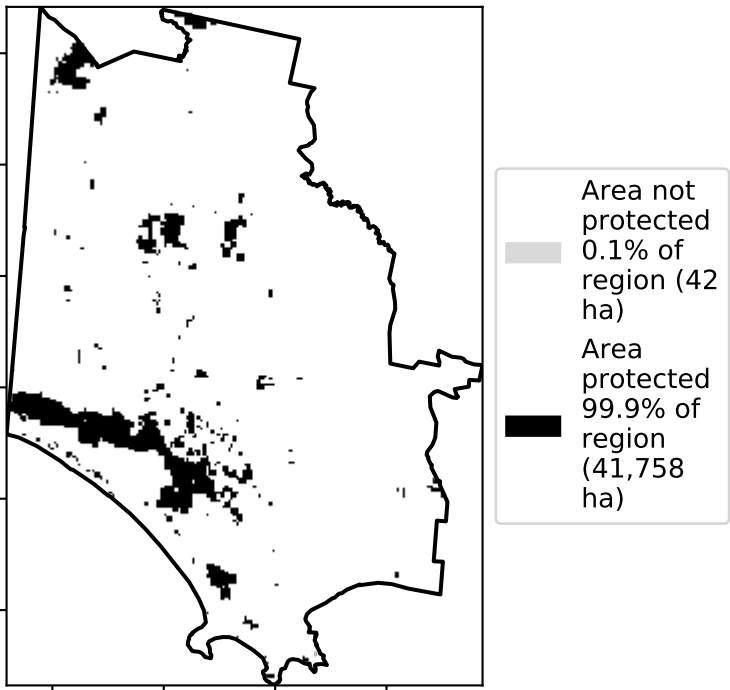 Area not
protected
0.1% of
region (42
ha)
Area
protected
99.9% of
region
(41,758
ha)